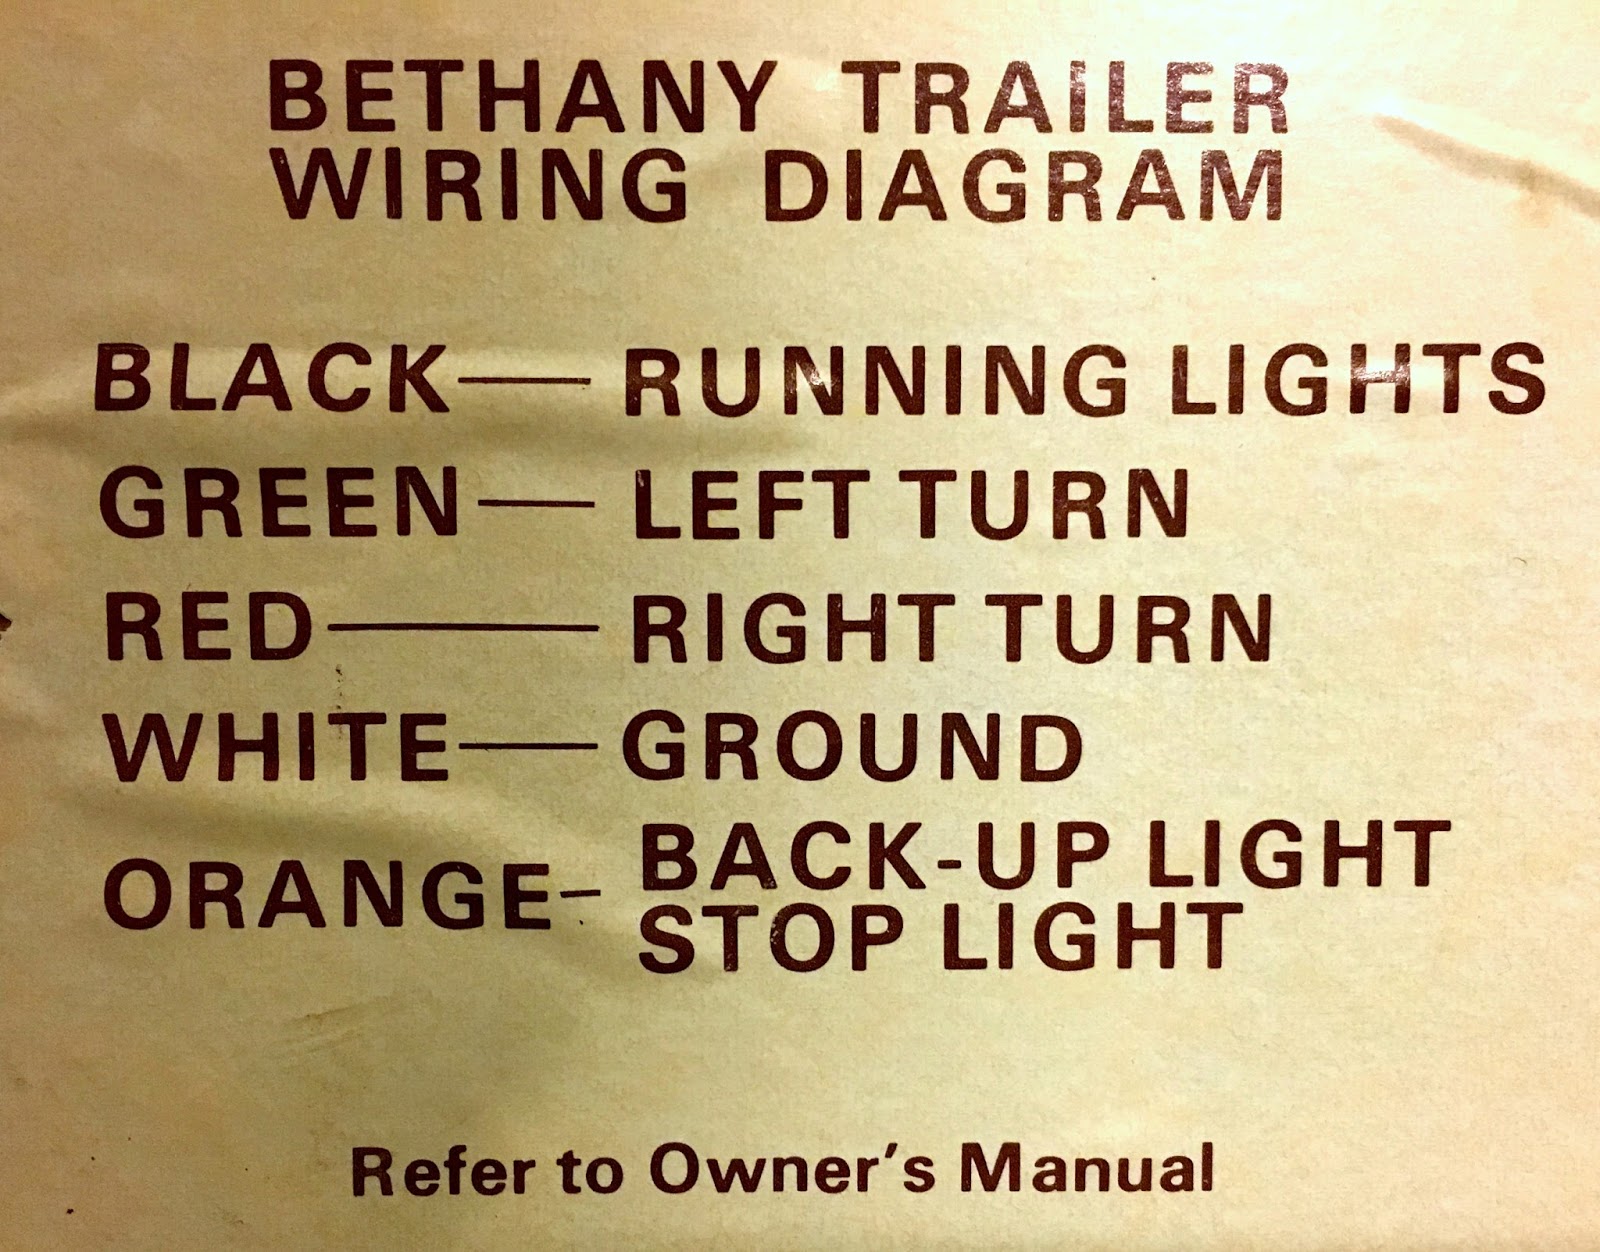 BETHANY TRAILER
WIRING DIAGRAM
BLACK — RUNNING LIGHTS
GREEN — LEFT TURN
RED — RIGHT TURN
WHITE — GROUND
ORANGE - BACK-UP LIGHT
STOP LIGHT
Refer to Owner's Manual